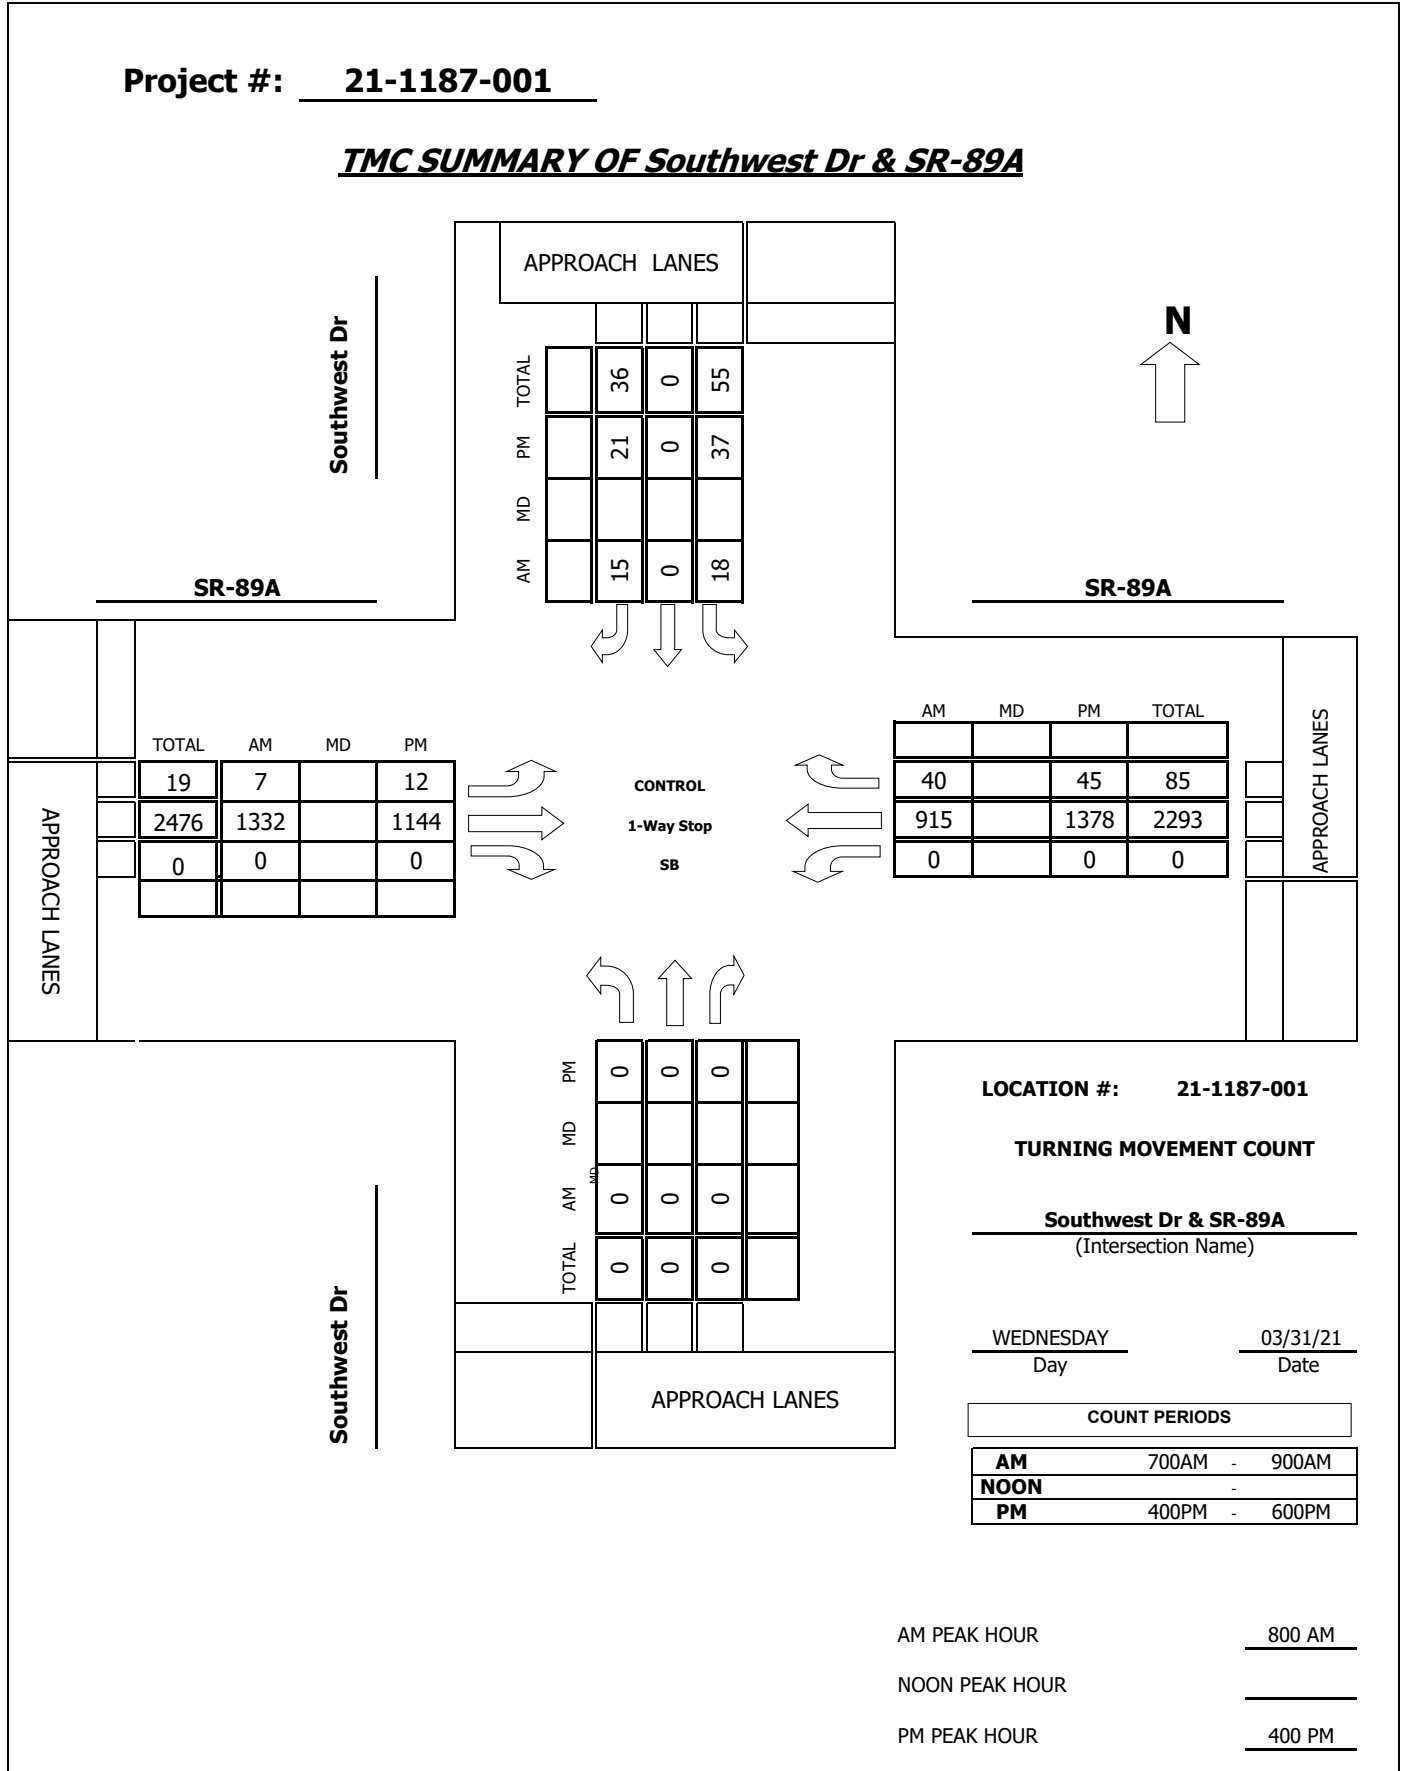 Project #: 21-1187-001
TMC SUMMARY OF Southwest Dr & SR-89A
APPROACH LANES
Southwest Dr
N
TOTAL 36 0 55
PM 21 0 37
MD
AM 15 0 18
SR-89A
SR-89A
AM MD PM TOTAL
TOTAL AM MD PM
19 7 12
CONTROL
40 45 85
2476 1332 1144
1-Way Stop
915 1378 2293
0 0 0
SB
0 0 0
APPROACH LANES
APPROACH LANES
PM 0 0 0
MD
MD
AM 0 0 0
TOTAL 0 0 0
Southwest Dr
APPROACH LANES
LOCATION #: 21-1187-001
TURNING MOVEMENT COUNT
Southwest Dr & SR-89A
(Intersection Name)
WEDNESDAY 03/31/21
Day Date
COUNT PERIODS
AM 700AM - 900AM
NOON -
PM 400PM - 600PM
AM PEAK HOUR 800 AM
NOON PEAK HOUR
PM PEAK HOUR 400 PM